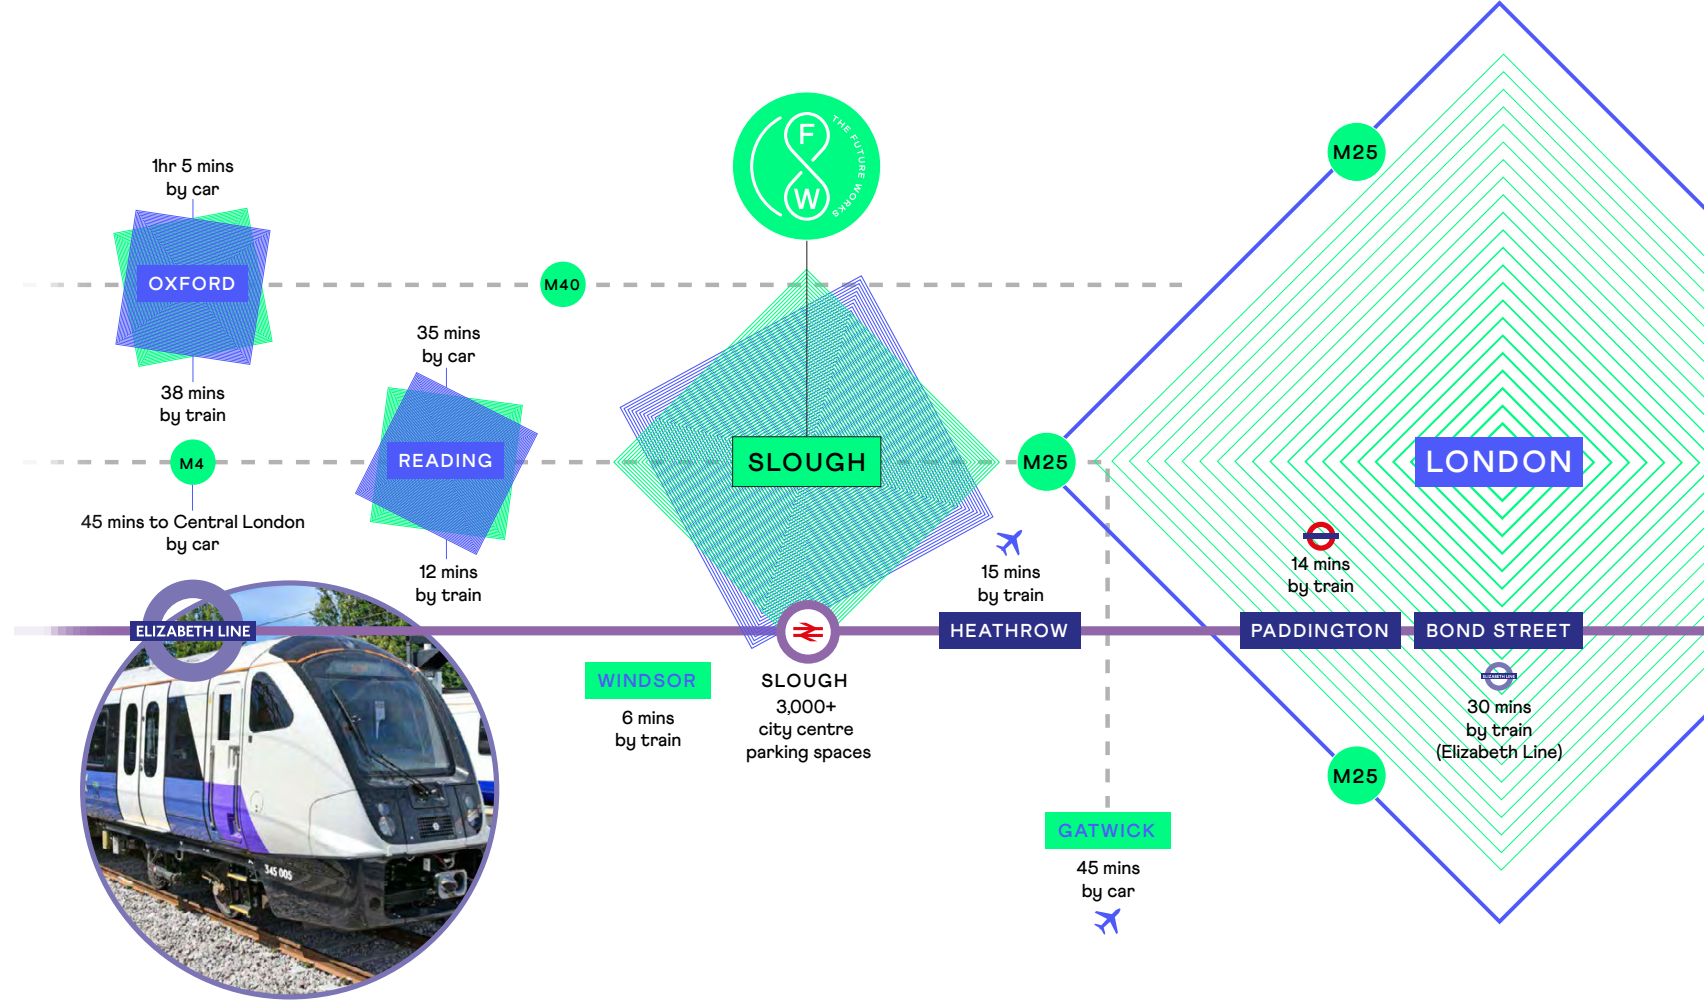 F
THE FUTURE WORKS
W
1hr 5 mins
by car
OXFORD
38 mins
by train
M40
M25
35 mins
by car
READING
12 mins
by train
M4
45 mins to Central London
by car
SLOUGH
M25
LONDON
15 mins
by train
14 mins
by train
ELIZABETH LINE
HEATHROW
PADDINGTON
BOND STREET
WINDSOR
6 mins
by train
SLOUGH
3,000+
city centre
parking spaces
ELIZABETH LINE
30 mins
by train
(Elizabeth Line)
M25
GATWICK
45 mins
by car
345 005